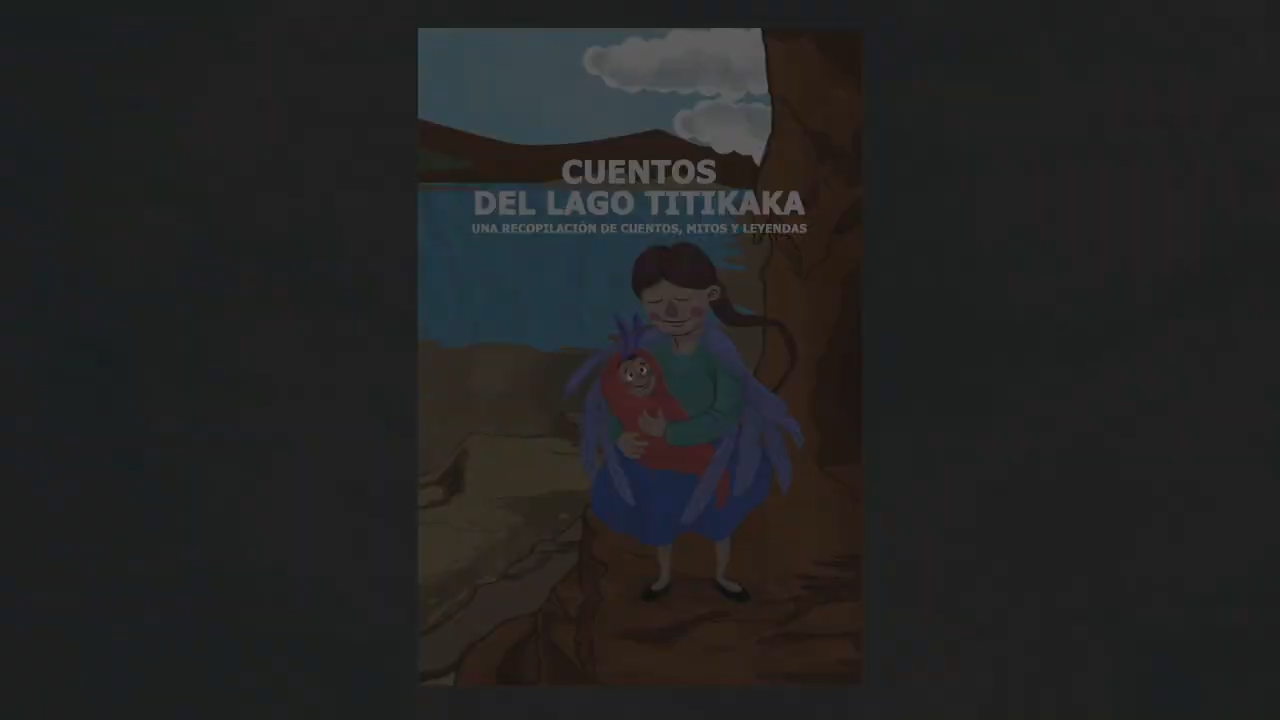 CUENTOS
DEL LAGO TITIKAKA
UNA RECOPILACIÓN DE CUENTOS, MITOS Y LEYENDAS